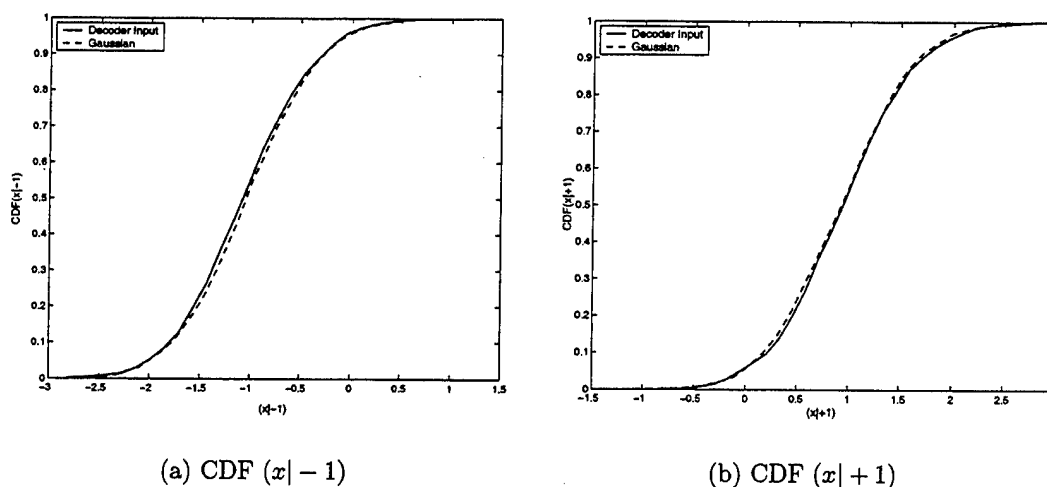 1
0.9
0.8
0.7
0.6
0.5
0.4
0.3
0.2
0.1
0
Decoder Input
Gaussian
CDF(x|−1)
−3 −2.5 −2 −1.5 −1 −0.5 0 0.5 1 1.5
(x|−1)
1
0.9
0.8
0.7
0.6
0.5
0.4
0.3
0.2
0.1
0
Decoder Input
Gaussian
CDF(x|+1)
−1.5 −1 −0.5 0 0.5 1 1.5 2 2.5
(x|+1)
(a) CDF (x| − 1)
(b) CDF (x| + 1)